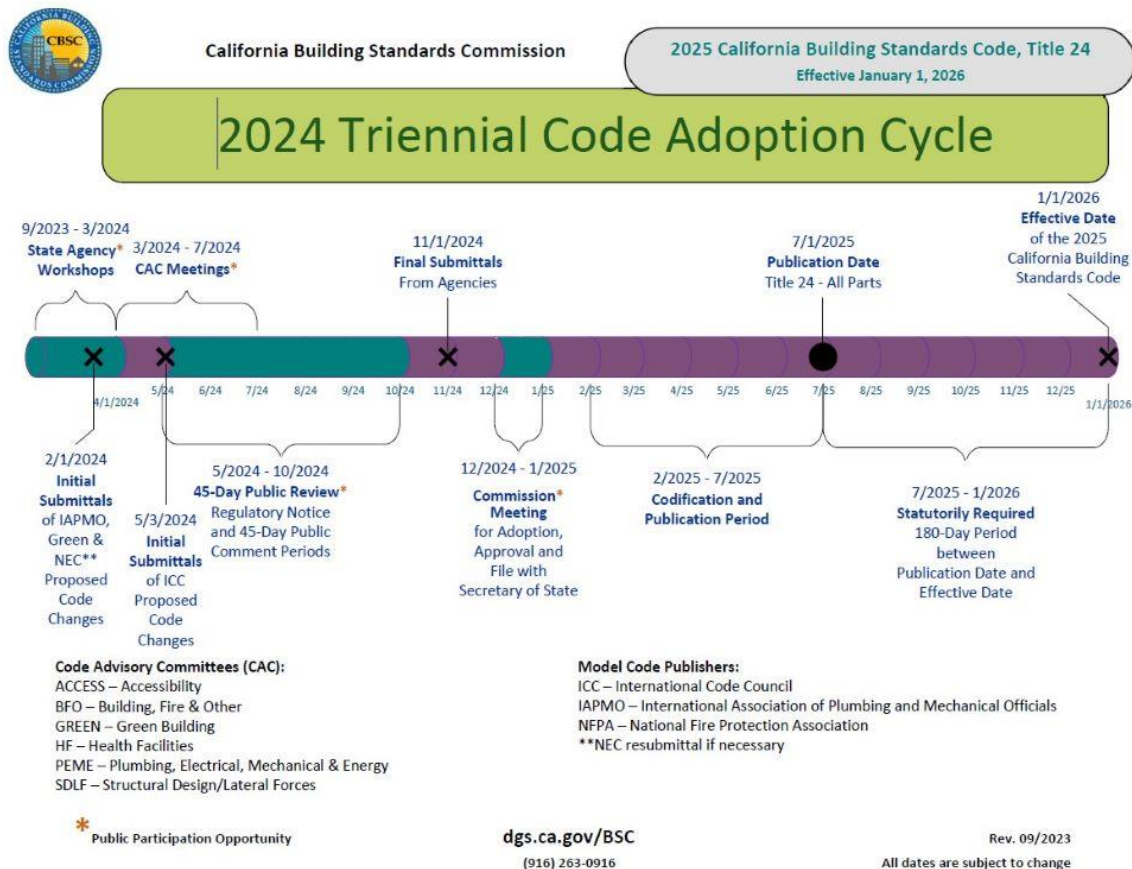 CALIFORNIA BUILDING
CBSC
STANDARDS COMMISSION
California Building Standards Commission
2025 California Building Standards Code, Title 24
Effective January 1, 2026
2024 Triennial Code Adoption Cycle
9/2023 - 3/2024
State Agency*
Workshops
3/2024 - 7/2024
CAC Meetings*
11/1/2024
Final Submittals
From Agencies
7/1/2025
Publication Date
Title 24 - All Parts
1/1/2026
Effective Date
of the 2025
California Building
Standards Code
4/1/2024
5/24
6/24
7/24
8/24
9/24
10/24
11/24
12/24
1/25
2/25
3/25
4/25
5/25
6/25
7/25
8/25
9/25
10/25
11/25
12/25
1/1/2026
2/1/2024
Initial
Submittals
of IAPMO,
Green &
NEC**
Proposed
Code
Changes
5/3/2024
Initial
Submittals
of ICC
Proposed
Code
Changes
5/2024 - 10/2024
45-Day Public Review*
Regulatory Notice
and 45-Day Public
Comment Periods
12/2024 - 1/2025
Commission*
Meeting
for Adoption,
Approval and
File with
Secretary of State
2/2025 - 7/2025
Codification and
Publication Period
7/2025 - 1/2026
Statutorily Required
180-Day Period
between
Publication Date and
Effective Date
Code Advisory Committees (CAC):
ACCESS – Accessibility
BFO – Building, Fire & Other
GREEN – Green Building
HF – Health Facilities
PEME – Plumbing, Electrical, Mechanical & Energy
SDLF – Structural Design/Lateral Forces
Model Code Publishers:
ICC – International Code Council
IAPMO – International Association of Plumbing and Mechanical Officials
NFPA – National Fire Protection Association
**NEC resubmittal if necessary
* Public Participation Opportunity
dgs.ca.gov/BSC
(916) 263-0916
Rev. 09/2023
All dates are subject to change